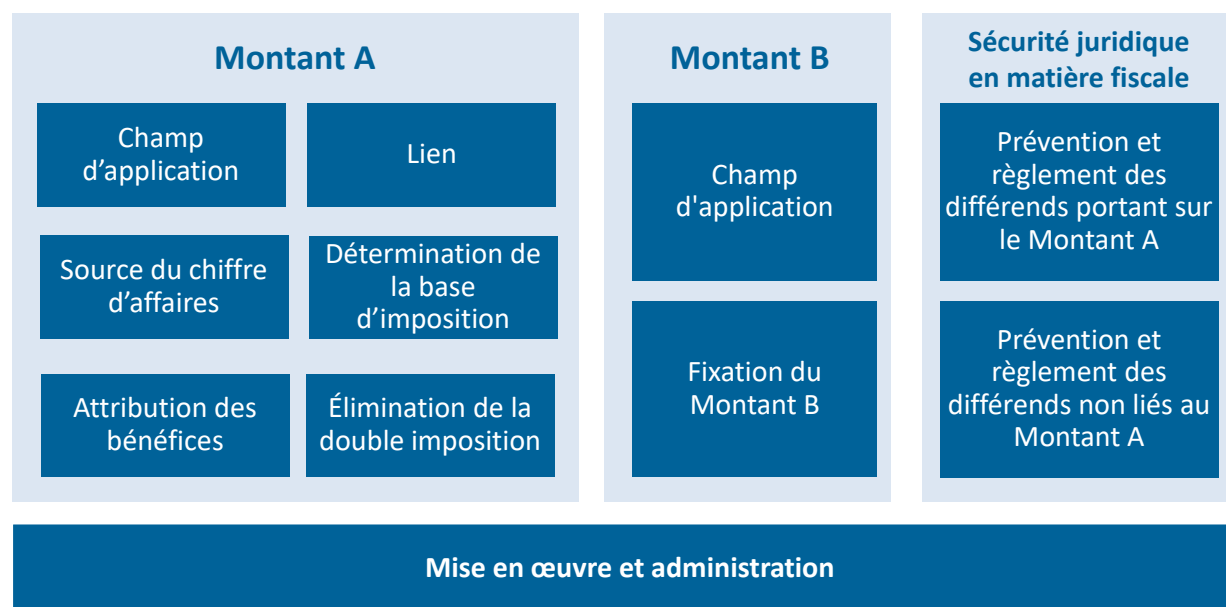 Montant A
Champ
d’application
Lien
Source du chiffre
d’affaires
Détermination de
la base
d’imposition
Attribution des
bénéfices
Élimination de la
double imposition
Montant B
Champ
d'application
Fixation du
Montant B
Sécurité juridique
en matière fiscale
Prévention et
règlement des
différends portant sur
le Montant A
Prévention et
règlement des
différends non liés au
Montant A
Mise en œuvre et administration